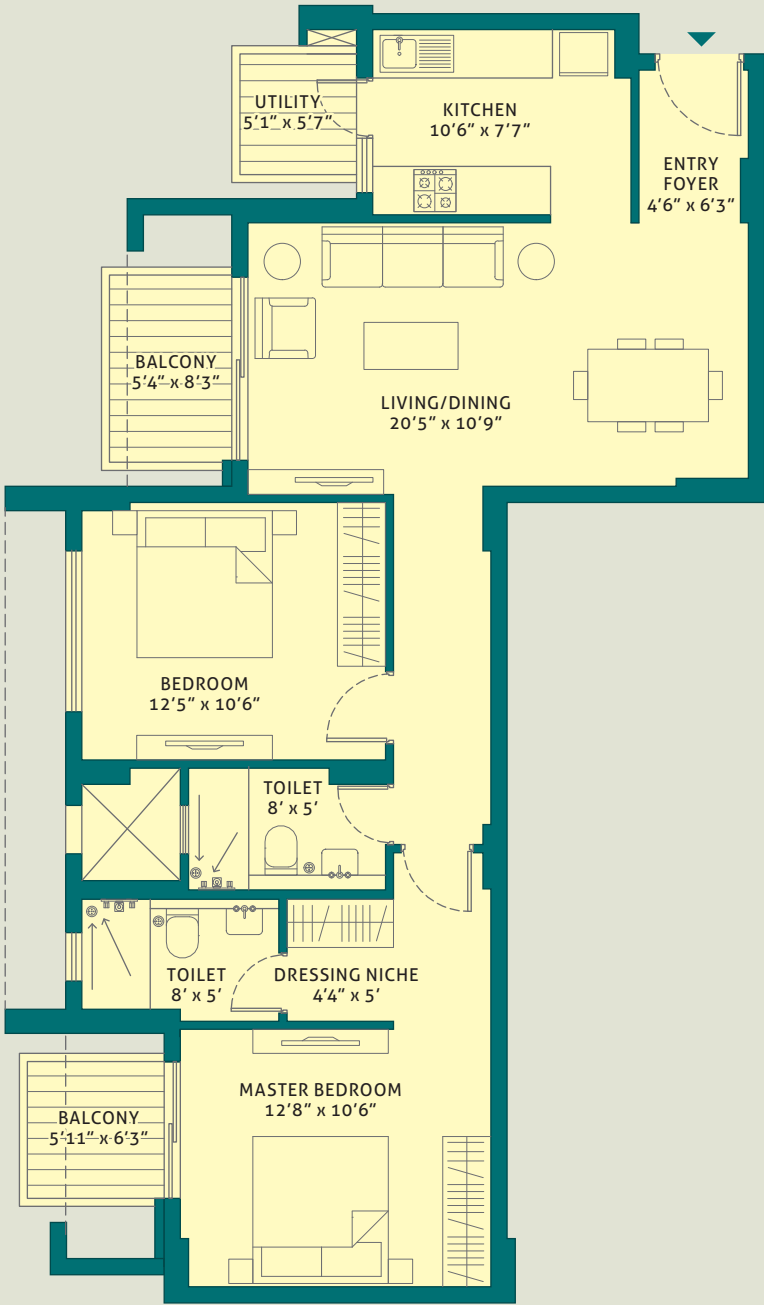 UTILITY
5'1" x 5'7"
KITCHEN
10'6" x 7'7"
ENTRY
FOYER
4'6" x 6'3"
BALCONY
5'4" x 8'3"
LIVING/DINING
20'5" x 10'9"
BEDROOM
12'5" x 10'6"
TOILET
8' x 5'
TOILET
8' x 5'
DRESSING NICHE
4'4" x 5'
MASTER BEDROOM
12'8" x 10'6"
BALCONY
5'11" x 6'3"